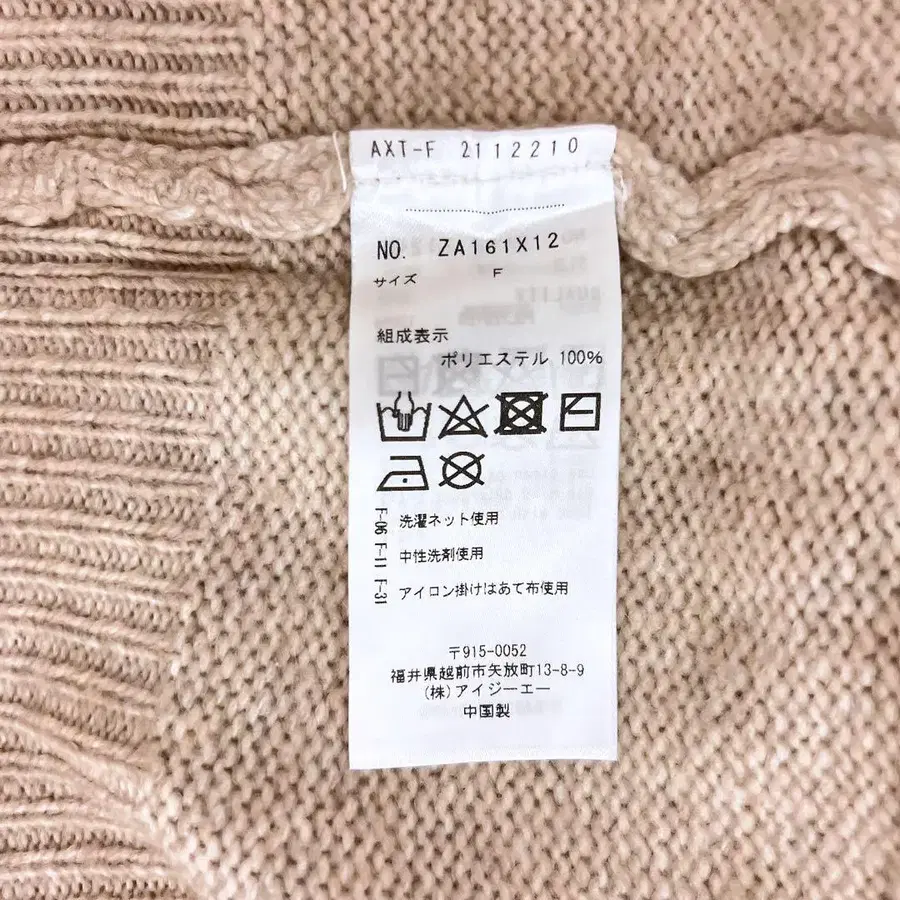 AXT-F 2112210
NO. ZA161X12
サイズ F
組成表示
ポリエステル 100%
F-06 洗濯ネット使用
F-11 中性洗剤使用
F-31 アイロン掛けはあて布使用
〒915-0052
福井県越前市矢放町13-8-9
(株)アイジーエー
中国製